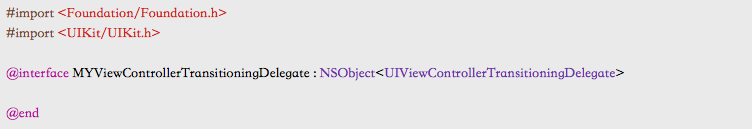 #import <Foundation/Foundation.h>
#import <UIKit/UIKit.h>
@interface MYViewControllerTransitioningDelegate : NSObject<UIViewControllerTransitioningDelegate>
@end